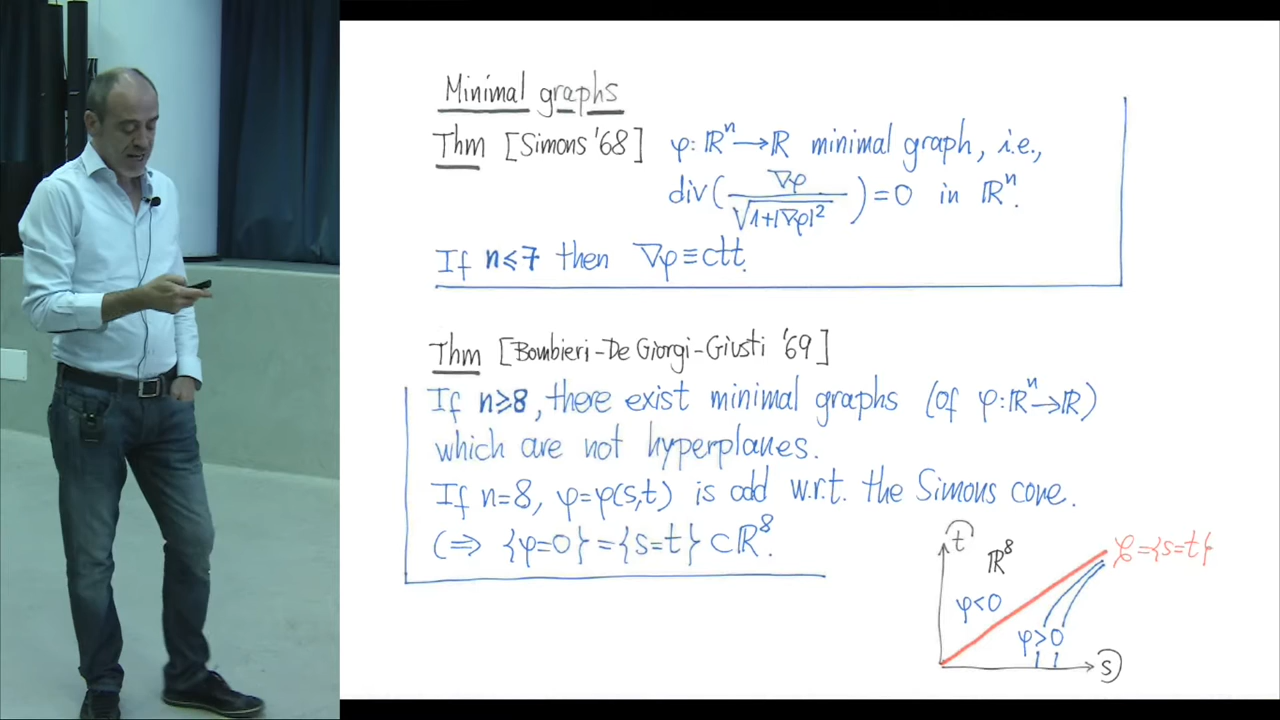 Minimal graphs
Thm [Simons '68] φ: ℝⁿ→ℝ minimal graph, i.e.,
div(∇φ/√1+|∇φ|²) = 0 in ℝⁿ.
If n≤7 then ∇φ≡ctt.
Thm [Bombieri-De Giorgi-Giusti '69]
If n≥8, there exist minimal graphs (of φ: ℝⁿ→ℝ)
which are not hyperplanes.
If n=8, φ=φ(s,t) is odd w.r.t. the Simons cone.
(⇒ {φ=0}={s=t}⊂ℝ⁸.
t
ℝ⁸
𝒞={s=t}
φ<0
φ>0
s